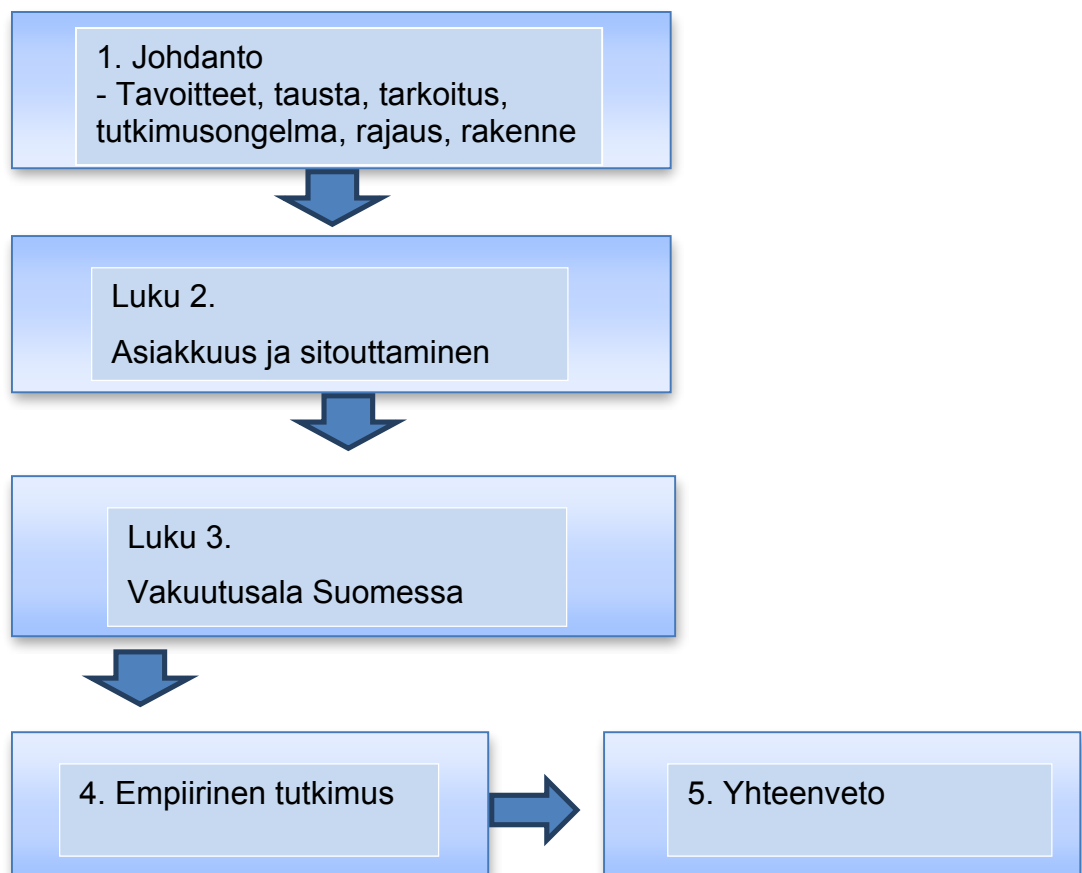 1. Johdanto
- Tavoitteet, tausta, tarkoitus,
tutkimusongelma, rajaus, rakenne
Luku 2.
Asiakkuus ja sitouttaminen
Luku 3.
Vakuutusala Suomessa
4. Empiirinen tutkimus
5. Yhteenveto